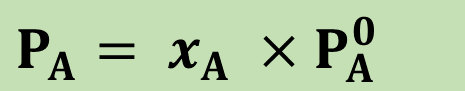 P_A = x_A × P_A^0